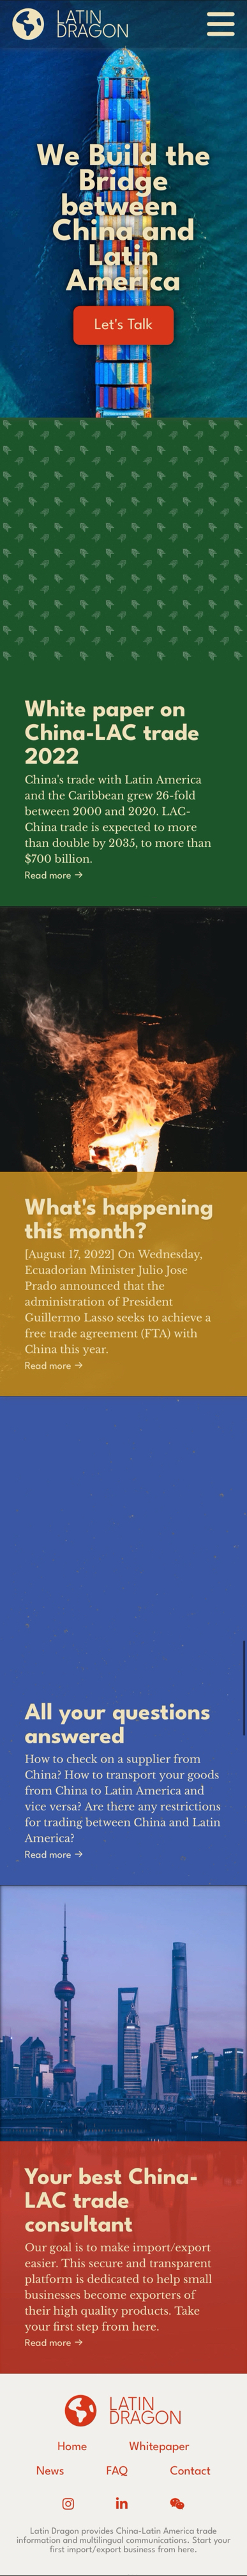 LATIN
DRAGON
We Build the
Bridge
between
China and
Latin
America
Let's Talk
White paper on
China-LAC trade
2022
China's trade with Latin America
and the Caribbean grew 26-fold
between 2000 and 2020. LAC-
China trade is expected to more
than double by 2035, to more than
$700 billion.
Read more →
What's happening
this month?
[August 17, 2022] On Wednesday,
Ecuadorian Minister Julio Jose
Prado announced that the
administration of President
Guillermo Lasso seeks to achieve a
free trade agreement (FTA) with
China this year.
Read more →
All your questions
answered
How to check on a supplier from
China? How to transport your goods
from China to Latin America and
vice versa? Are there any restrictions
for trading between China and Latin
America?
Read more →
Your best China-
LAC trade
consultant
Our goal is to make import/export
easier. This secure and transparent
platform is dedicated to help small
businesses become exporters of
their high quality products. Take
your first step from here.
Read more →
LATIN
DRAGON
Home Whitepaper
News FAQ Contact
Latin Dragon provides China-Latin America trade
information and multilingual communications. Start your
first import/export business from here.